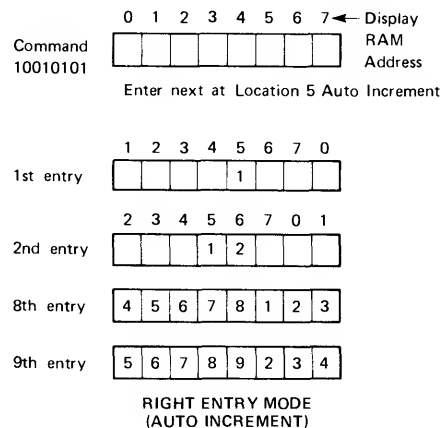 0 1 2 3 4 5 6 7 Display
Command RAM
10010101 Address
Enter next at Location 5 Auto Increment
1 2 3 4 5 6 7 0
1st entry 1
2 3 4 5 6 7 0 1
2nd entry 1 2
8th entry 4 5 6 7 8 1 2 3
9th entry 5 6 7 8 9 2 3 4
RIGHT ENTRY MODE
(AUTO INCREMENT)